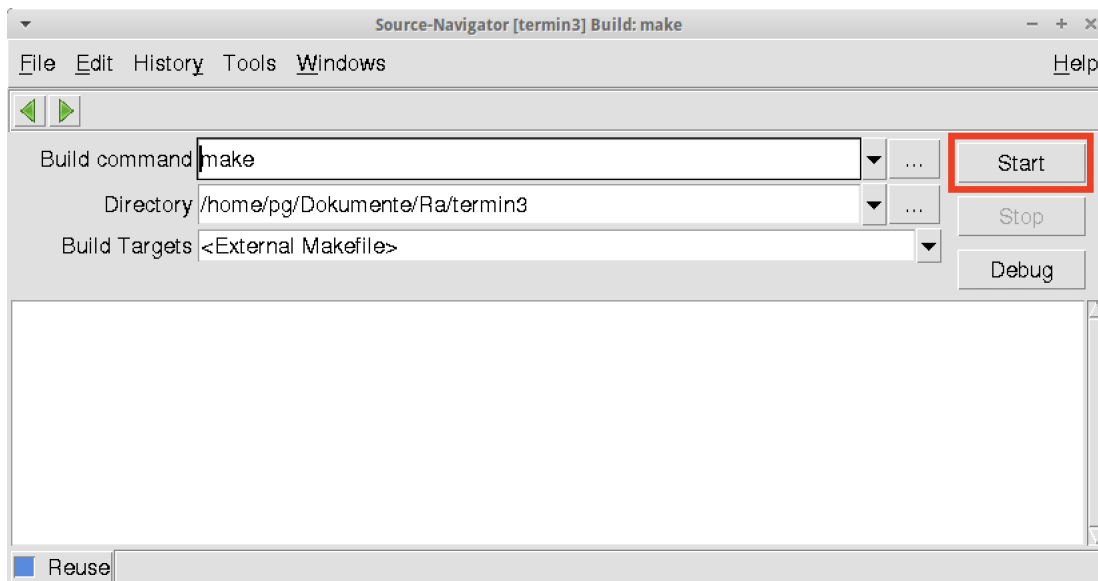 Source-Navigator [termin3] Build: make
File Edit History Tools Windows Help
Build command make ... Start
Directory /home/pg/Dokumente/Ra/termin3 ... Stop
Build Targets <External Makefile>
Debug
Reuse